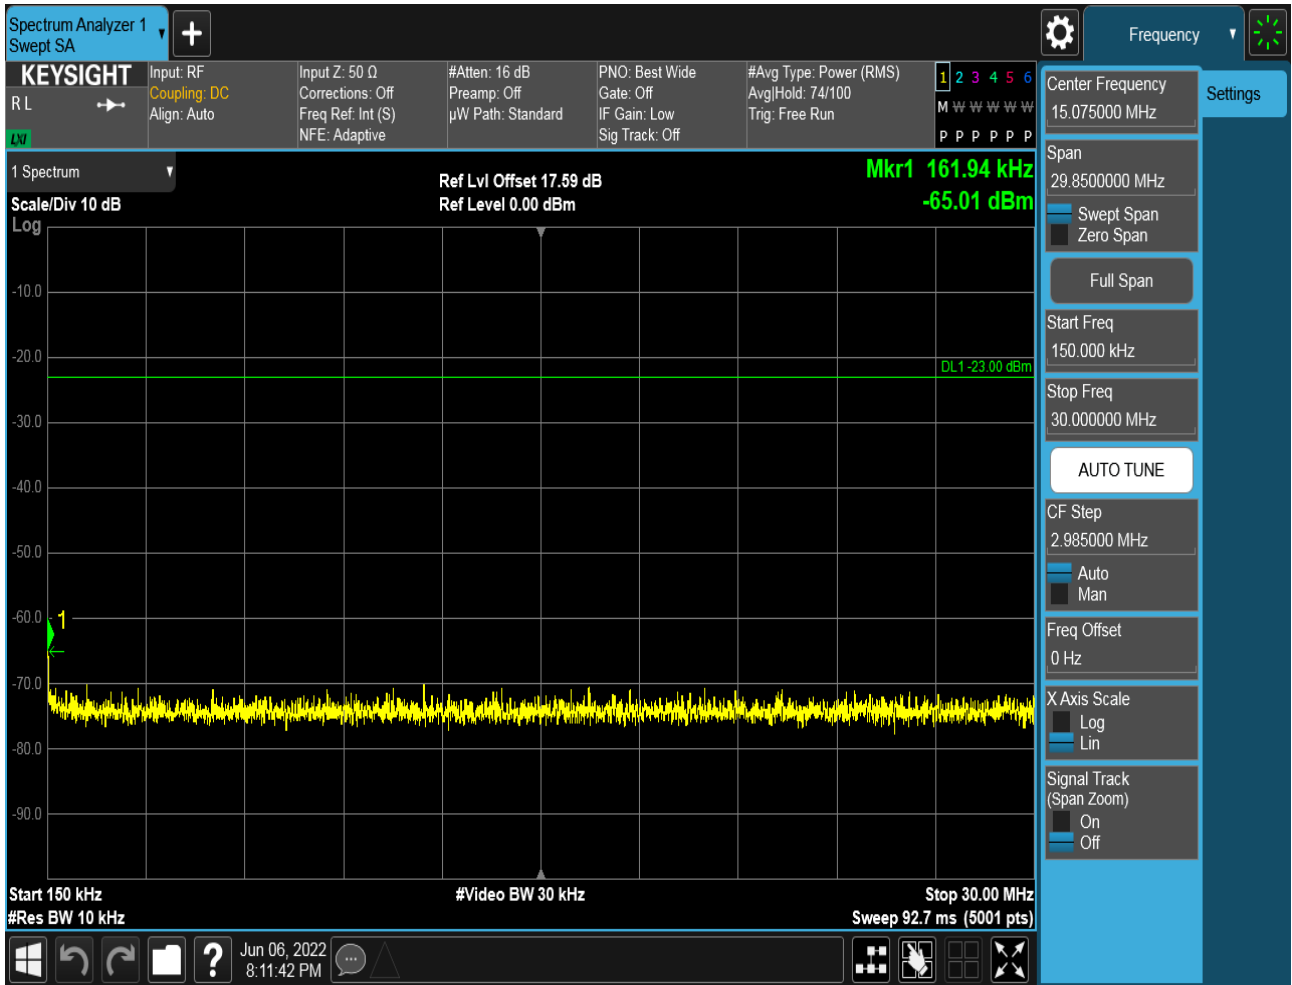 Spectrum Analyzer 1
Swept SA
Frequency
KEYSIGHT
R L
LXI
Input: RF
Coupling: DC
Align: Auto
Input Z: 50 Ω
Corrections: Off
Freq Ref: Int (S)
NFE: Adaptive
#Atten: 16 dB
Preamp: Off
µW Path: Standard
PNO: Best Wide
Gate: Off
IF Gain: Low
Sig Track: Off
#Avg Type: Power (RMS)
Avg|Hold: 74/100
Trig: Free Run
1 2 3 4 5 6
M W W W W W
P P P P P P
1 Spectrum
Scale/Div 10 dB
Log
Ref Lvl Offset 17.59 dB
Ref Level 0.00 dBm
Mkr1 161.94 kHz
-65.01 dBm
-10.0
-20.0
DL1 -23.00 dBm
-30.0
-40.0
-50.0
-60.0
1
-70.0
-80.0
-90.0
Start 150 kHz
#Video BW 30 kHz
Stop 30.00 MHz
#Res BW 10 kHz
Sweep 92.7 ms (5001 pts)
?
Jun 06, 2022
8:11:42 PM
Center Frequency
15.075000 MHz
Settings
Span
29.8500000 MHz
Swept Span
Zero Span
Full Span
Start Freq
150.000 kHz
Stop Freq
30.000000 MHz
AUTO TUNE
CF Step
2.985000 MHz
Auto
Man
Freq Offset
0 Hz
X Axis Scale
Log
Lin
Signal Track
(Span Zoom)
On
Off